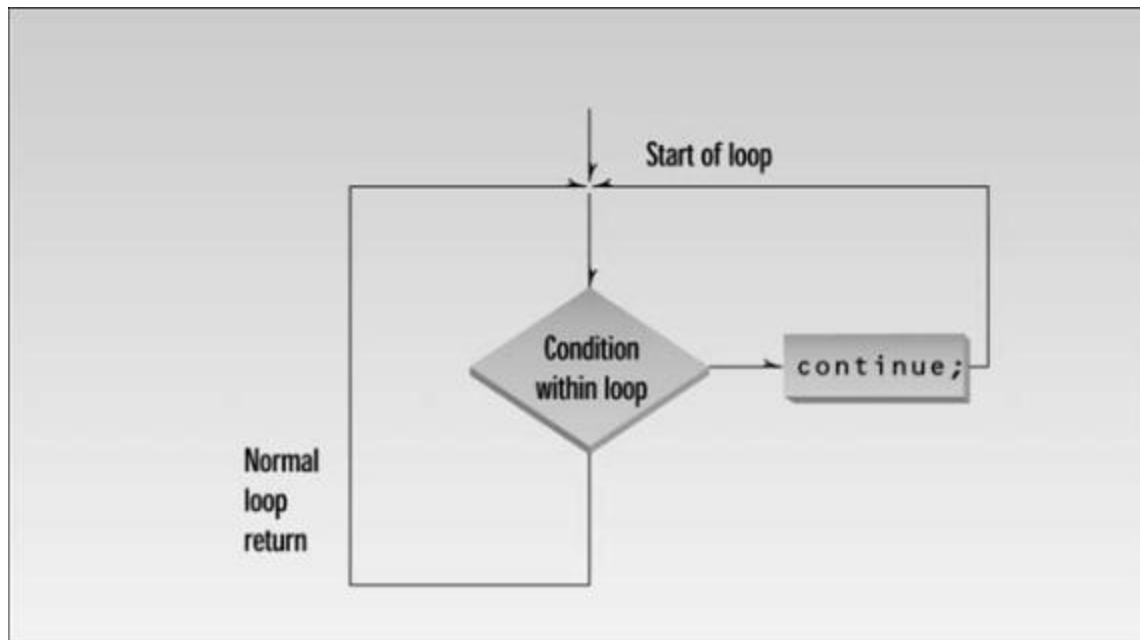 Start of loop
Condition
within loop
continue;
Normal
loop
return